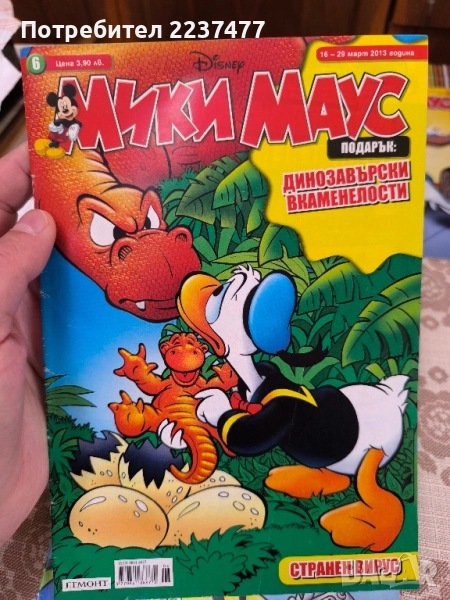 Потребител 2237477
6
Цена 3,90 лв.
Disney
16 – 29 март 2013 година
МИКИ МАУС
ПОДАРЪК:
ДИНОЗАВЪРСКИ
ВКАМЕНЕЛОСТИ
СТРАНЕН ВИРУС
ЕГМОНТ